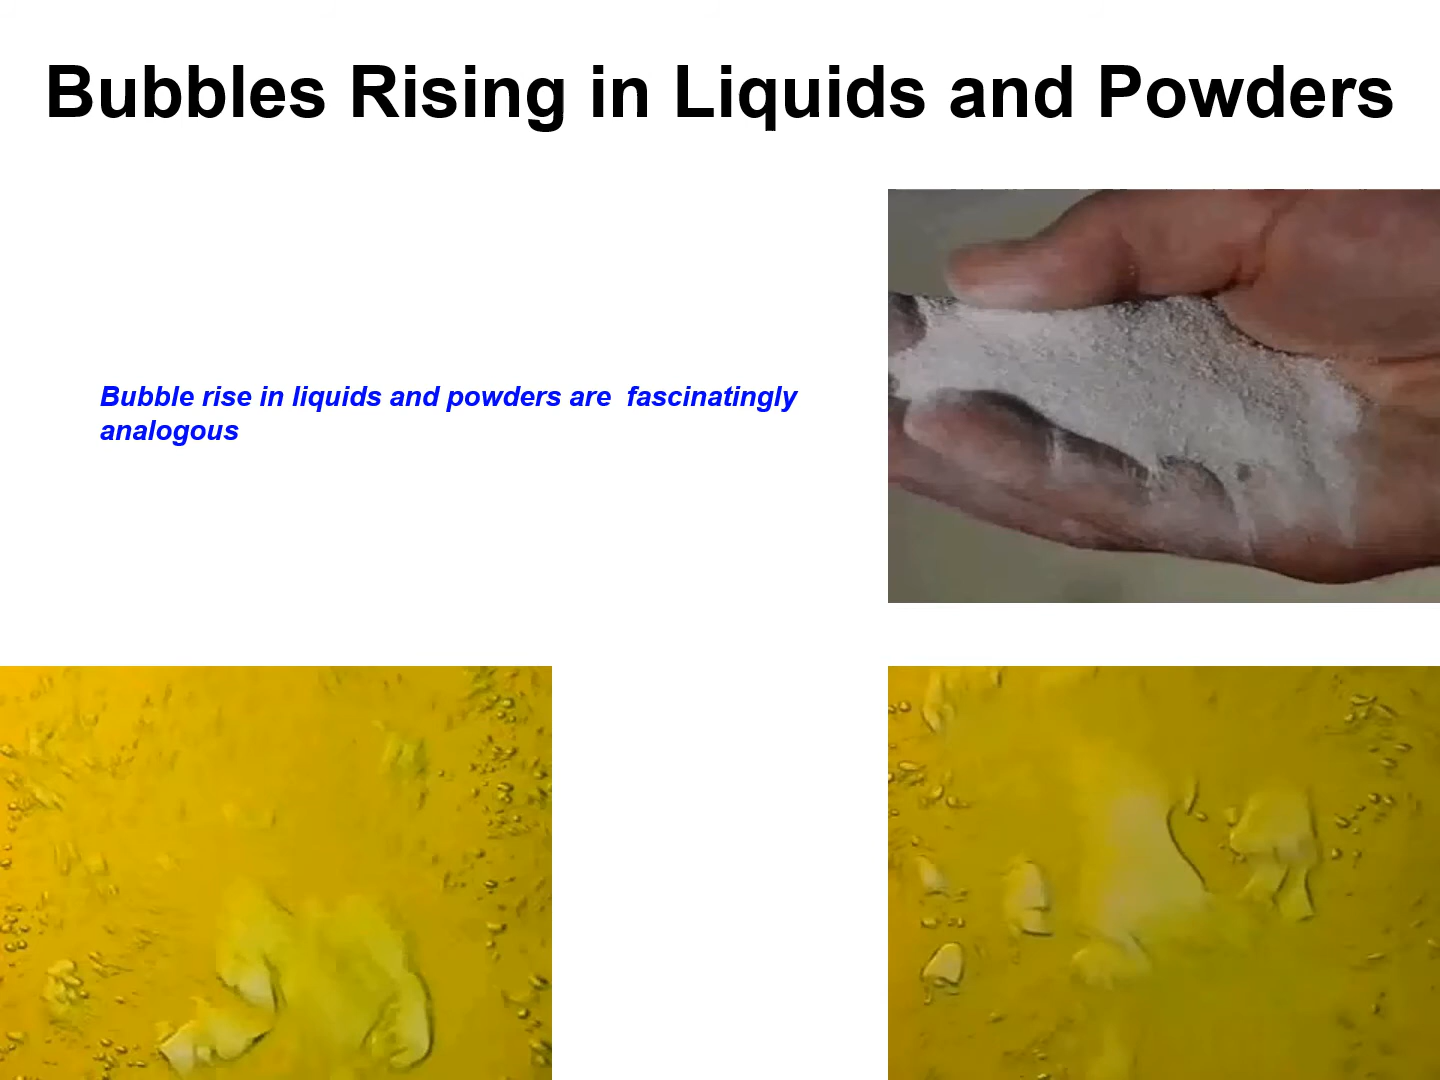 Bubbles Rising in Liquids and Powders
Bubble rise in liquids and powders are  fascinatingly
analogous